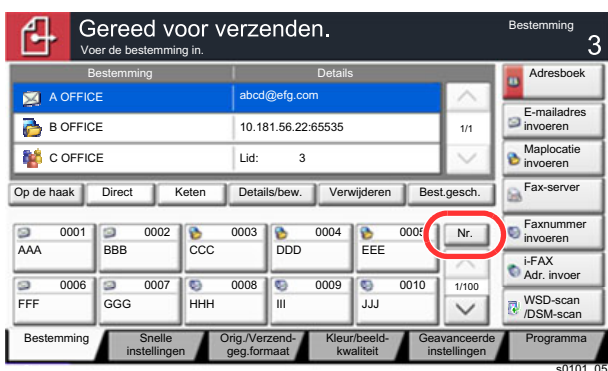 Gereed voor verzenden.
Voer de bestemming in.
Bestemming
3
Bestemming
Details
A OFFICE
abcd@efg.com
B OFFICE
10.181.56.22:65535
1/1
C OFFICE
Lid: 3
Adresboek
E-mailadres
invoeren
Maplocatie
invoeren
Fax-server
Faxnummer
invoeren
i-FAX
Adr. invoer
WSD-scan
/DSM-scan
Op de haak
Direct
Keten
Details/bew.
Verwijderen
Best.gesch.
0001
AAA
0002
BBB
0003
CCC
0004
DDD
0005
EEE
Nr.
0006
FFF
0007
GGG
0008
HHH
0009
III
0010
JJJ
1/100
Bestemming
Snelle
instellingen
Orig./Verzend-
geg.formaat
Kleur/beeld-
kwaliteit
Geavanceerde
instellingen
Programma
s0101_05